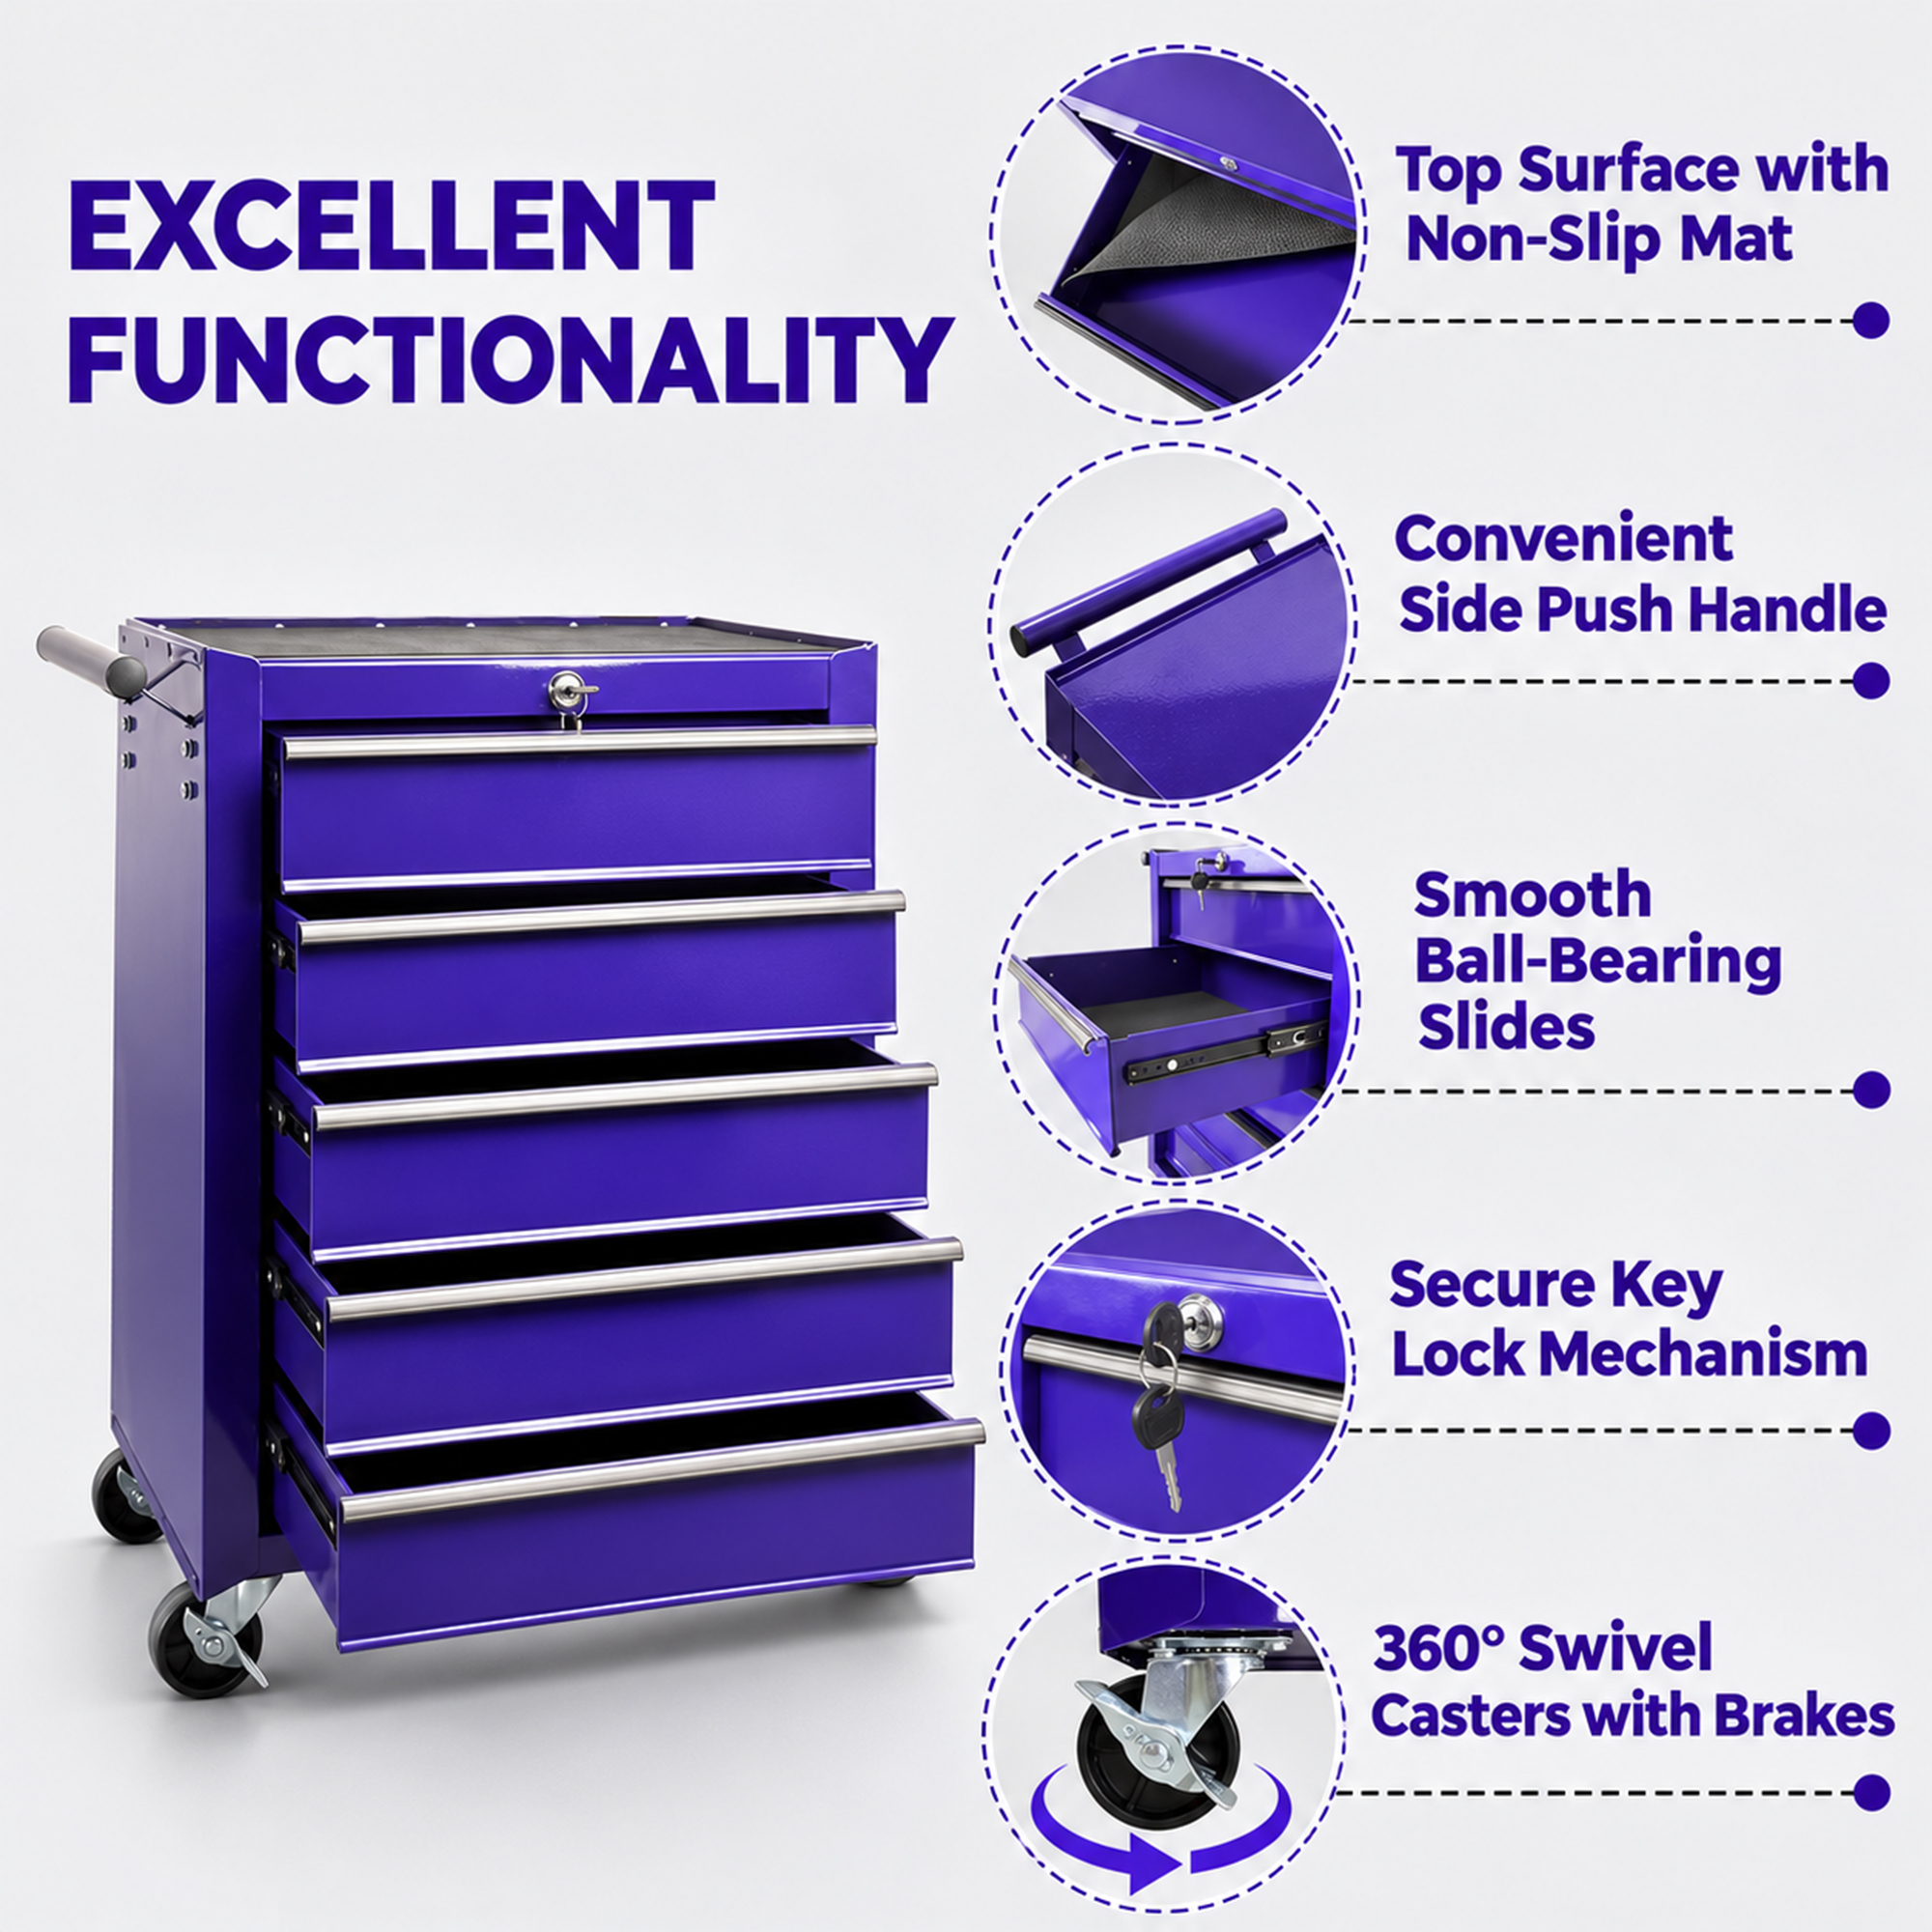 EXCELLENT
FUNCTIONALITY
Top Surface with
Non-Slip Mat
Convenient
Side Push Handle
Smooth
Ball-Bearing
Slides
Secure Key
Lock Mechanism
360° Swivel
Casters with Brakes